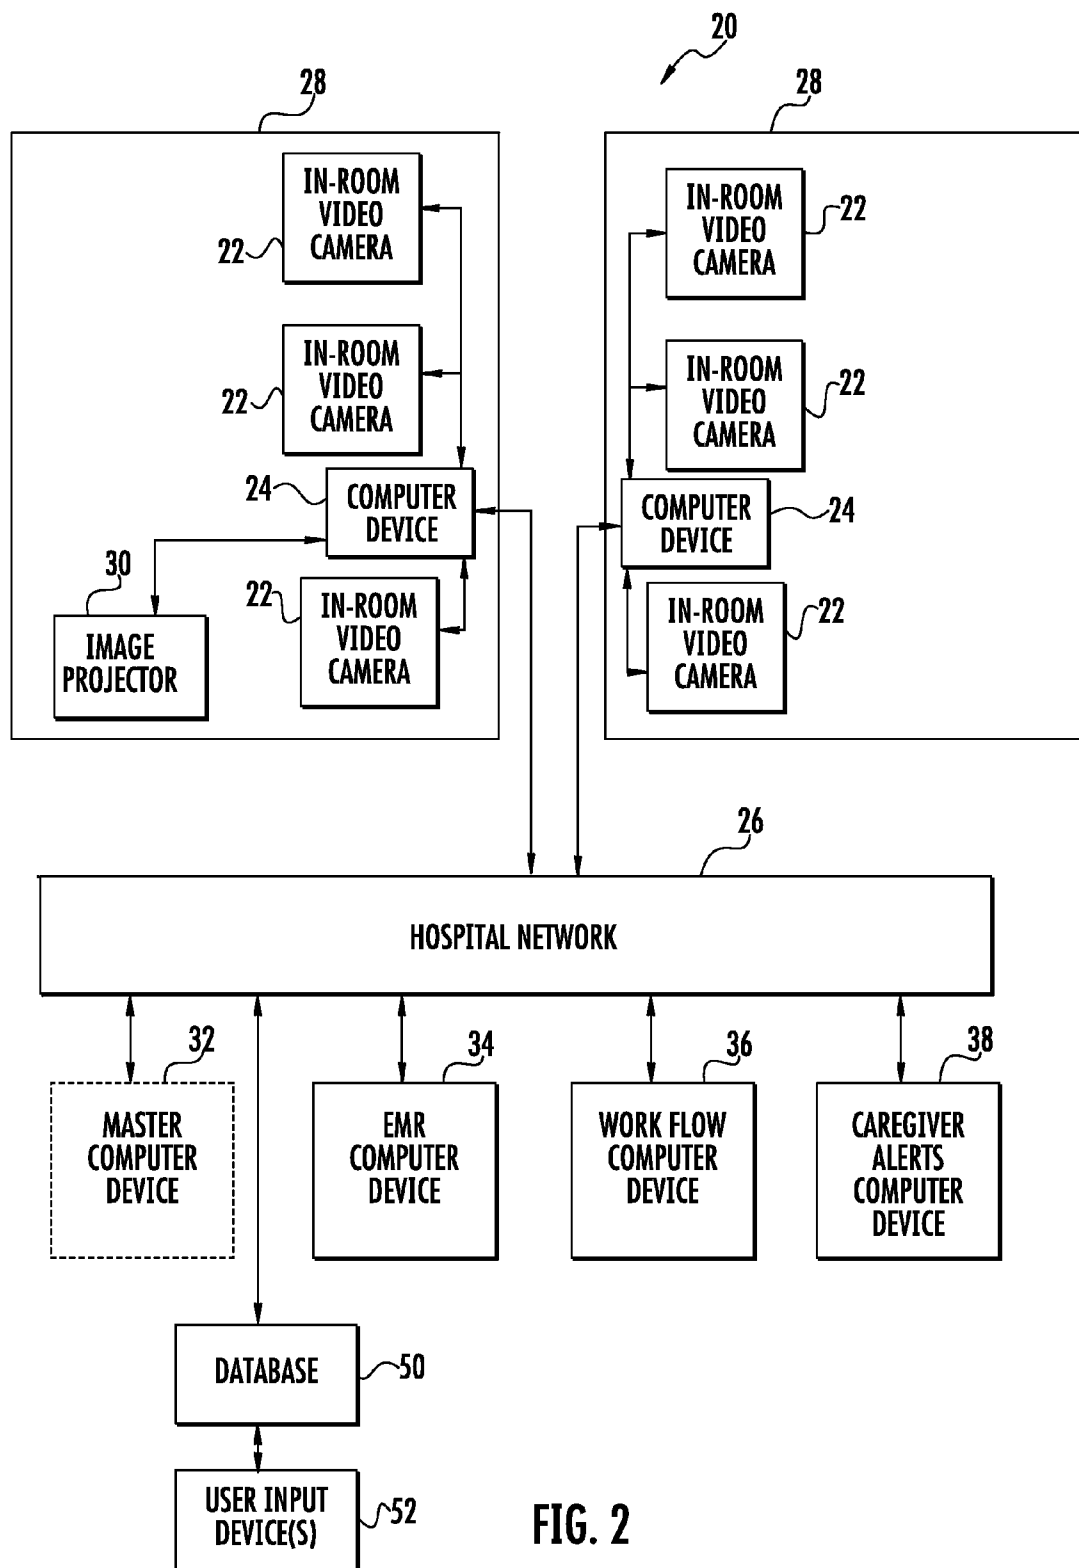 20
28
28
IN-ROOM
VIDEO
CAMERA
22
IN-ROOM
VIDEO
CAMERA
22
IN-ROOM
VIDEO
CAMERA
22
IN-ROOM
VIDEO
CAMERA
22
24
COMPUTER
DEVICE
COMPUTER
DEVICE
24
30
IMAGE
PROJECTOR
22
IN-ROOM
VIDEO
CAMERA
IN-ROOM
VIDEO
CAMERA
22
26
HOSPITAL NETWORK
32
MASTER
COMPUTER
DEVICE
34
EMR
COMPUTER
DEVICE
36
WORK FLOW
COMPUTER
DEVICE
38
CAREGIVER
ALERTS
COMPUTER
DEVICE
DATABASE
50
USER INPUT
DEVICE(S)
52
FIG. 2